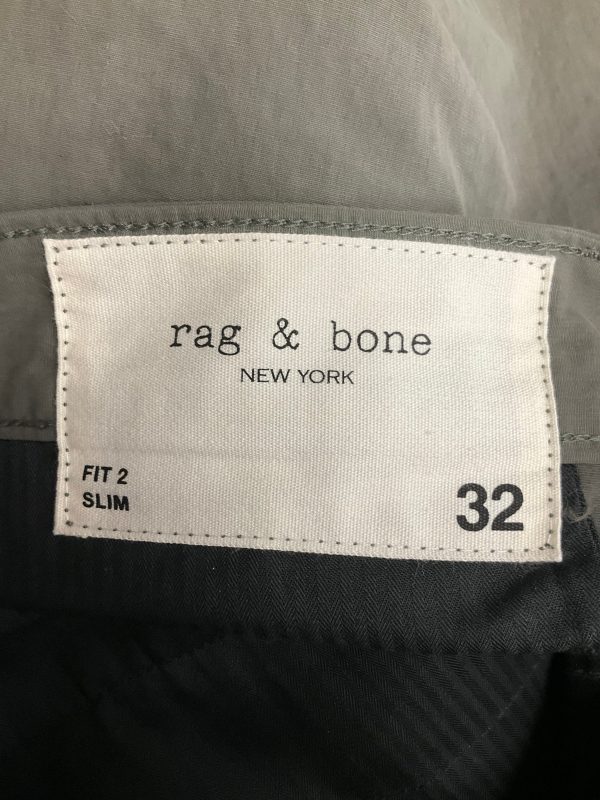 rag & bone
NEW YORK
FIT 2
SLIM
32